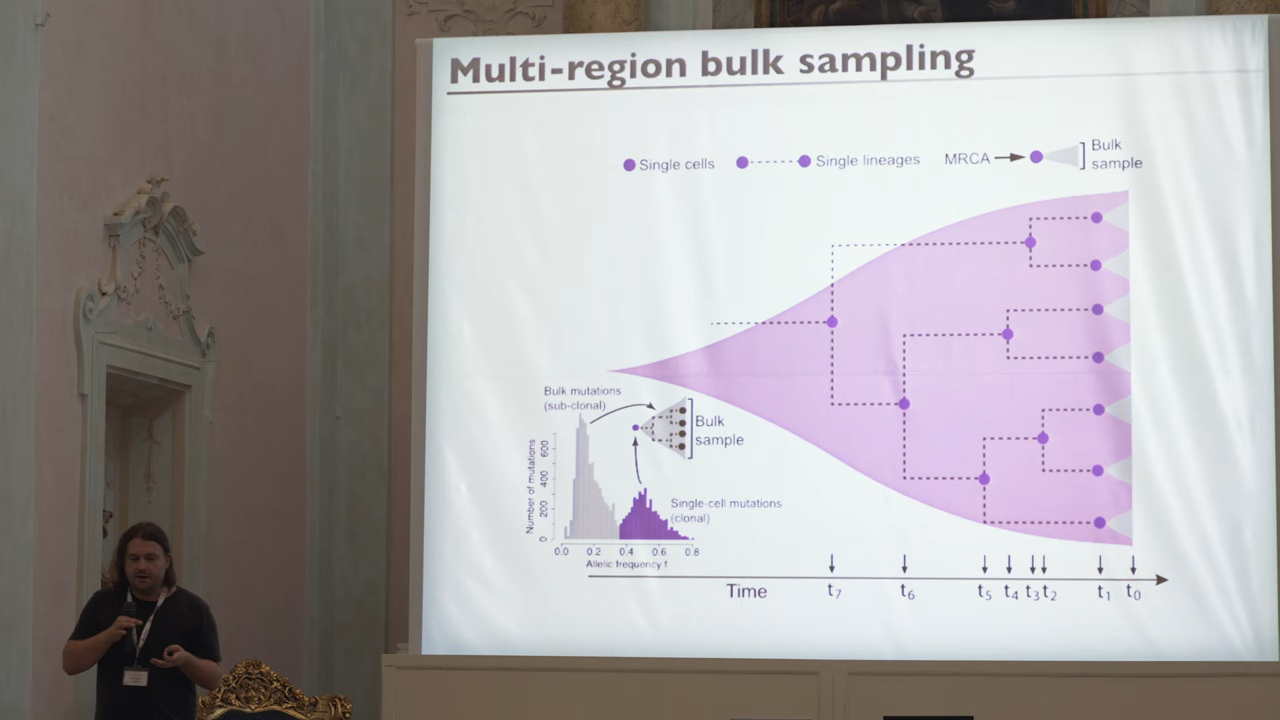 Multi-region bulk sampling
Single cells
Single lineages
MRCA
Bulk
sample
Bulk mutations
(sub-clonal)
Bulk
sample
Single-cell mutations
(clonal)
Number of mutations
0 200 400 600
0.0 0.2 0.4 0.6 0.8
Allelic frequency f
Time
t7 t6 t5 t4 t3 t2 t1 t0